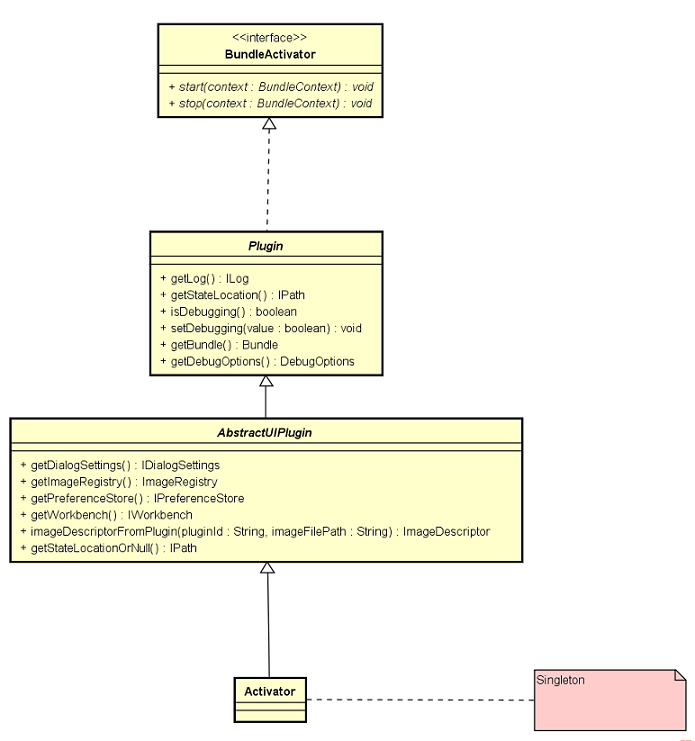 <<interface>>
BundleActivator
+ start(context : BundleContext) : void
+ stop(context : BundleContext) : void
Plugin
+ getLog() : ILog
+ getStateLocation() : IPath
+ isDebugging() : boolean
+ setDebugging(value : boolean) : void
+ getBundle() : Bundle
+ getDebugOptions() : DebugOptions
AbstractUIPlugin
+ getDialogSettings() : IDialogSettings
+ getImageRegistry() : ImageRegistry
+ getPreferenceStore() : IPreferenceStore
+ getWorkbench() : IWorkbench
+ imageDescriptorFromPlugin(pluginId : String, imageFilePath : String) : ImageDescriptor
+ getStateLocationOrNull() : IPath
Activator
Singleton